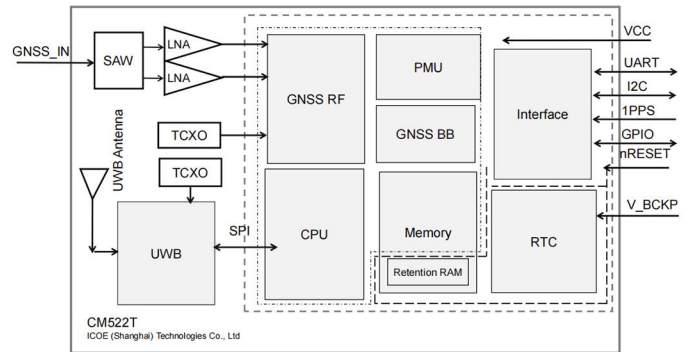 GNSS_IN
SAW
LNA
LNA
GNSS RF
PMU
GNSS BB
Interface
VCC
UART
I2C
1PPS
GPIO
nRESET
TCXO
TCXO
UWB Antenna
UWB
SPI
CPU
Memory
Retention RAM
RTC
V_BCKP
CM522T
ICOE (Shanghai) Technologies Co., Ltd